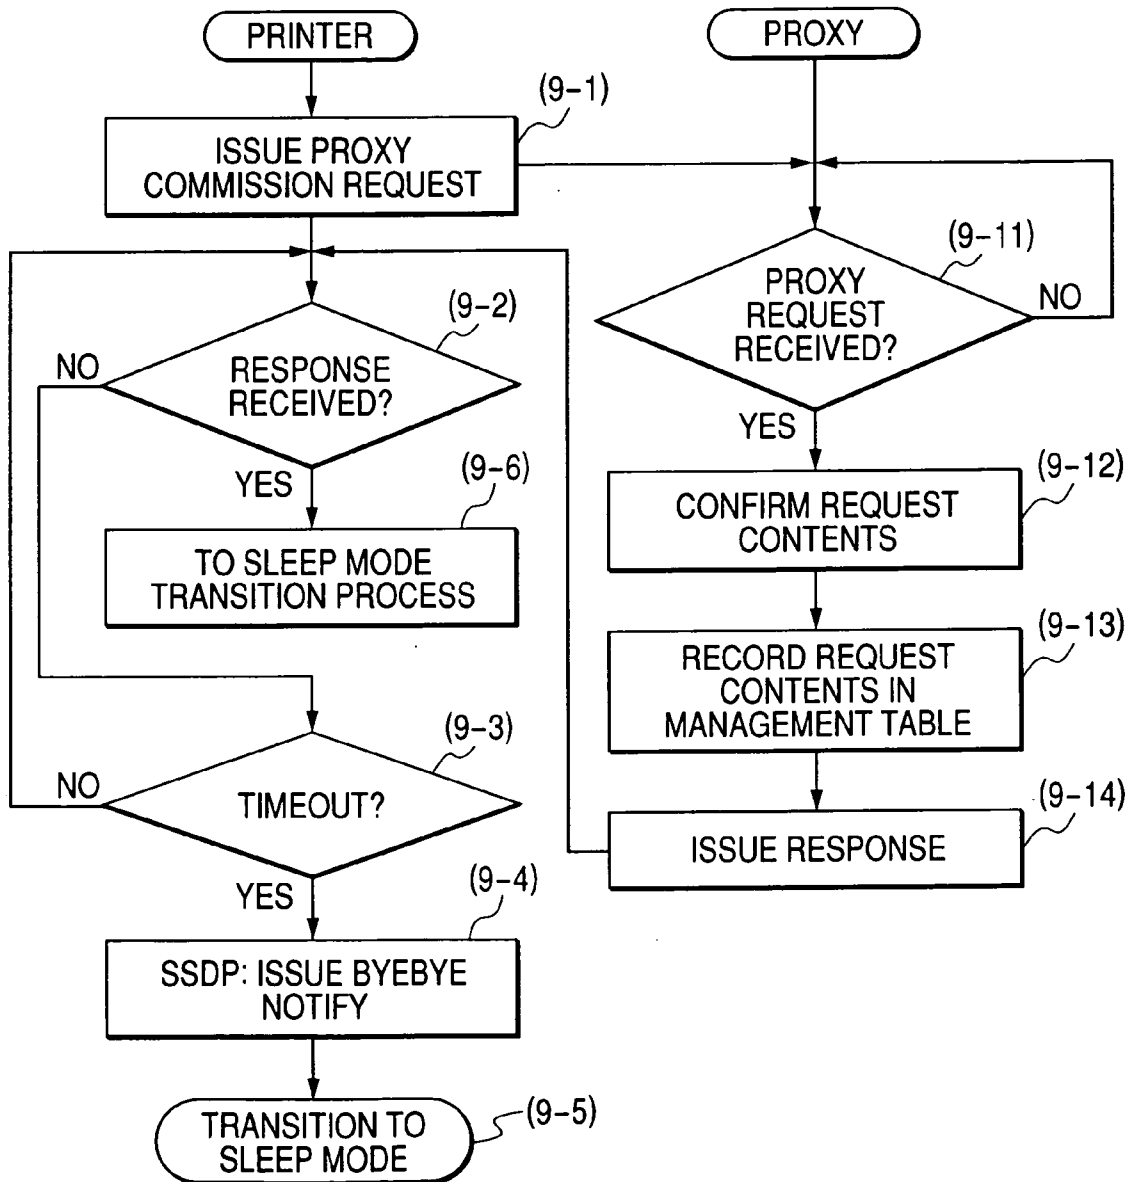 PRINTER
(9-1)
ISSUE PROXY
COMMISSION REQUEST
(9-2)
RESPONSE
RECEIVED?
NO
YES
(9-6)
TO SLEEP MODE
TRANSITION PROCESS
(9-3)
TIMEOUT?
NO
YES
(9-4)
SSDP: ISSUE BYEBYE
NOTIFY
TRANSITION TO
SLEEP MODE
(9-5)
PROXY
(9-11)
PROXY
REQUEST
RECEIVED?
NO
YES
(9-12)
CONFIRM REQUEST
CONTENTS
(9-13)
RECORD REQUEST
CONTENTS IN
MANAGEMENT TABLE
(9-14)
ISSUE RESPONSE